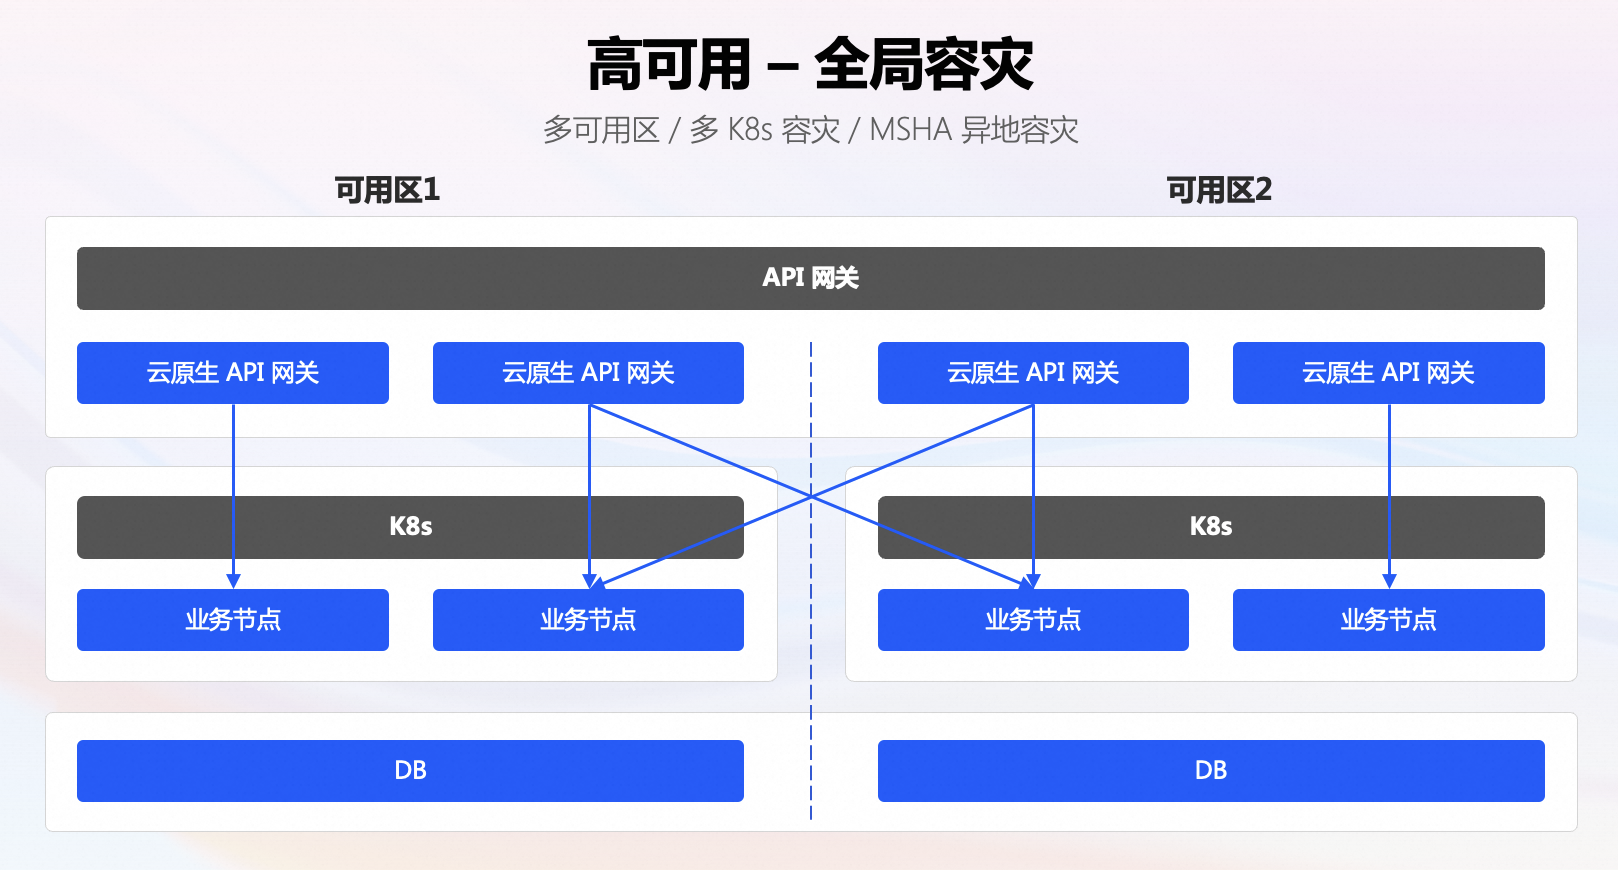 高可用 – 全局容灾
多可用区 / 多 K8s 容灾 / MSHA 异地容灾
可用区1 可用区2
API 网关
云原生 API 网关 云原生 API 网关 云原生 API 网关 云原生 API 网关
K8s K8s
业务节点 业务节点 业务节点 业务节点
DB DB